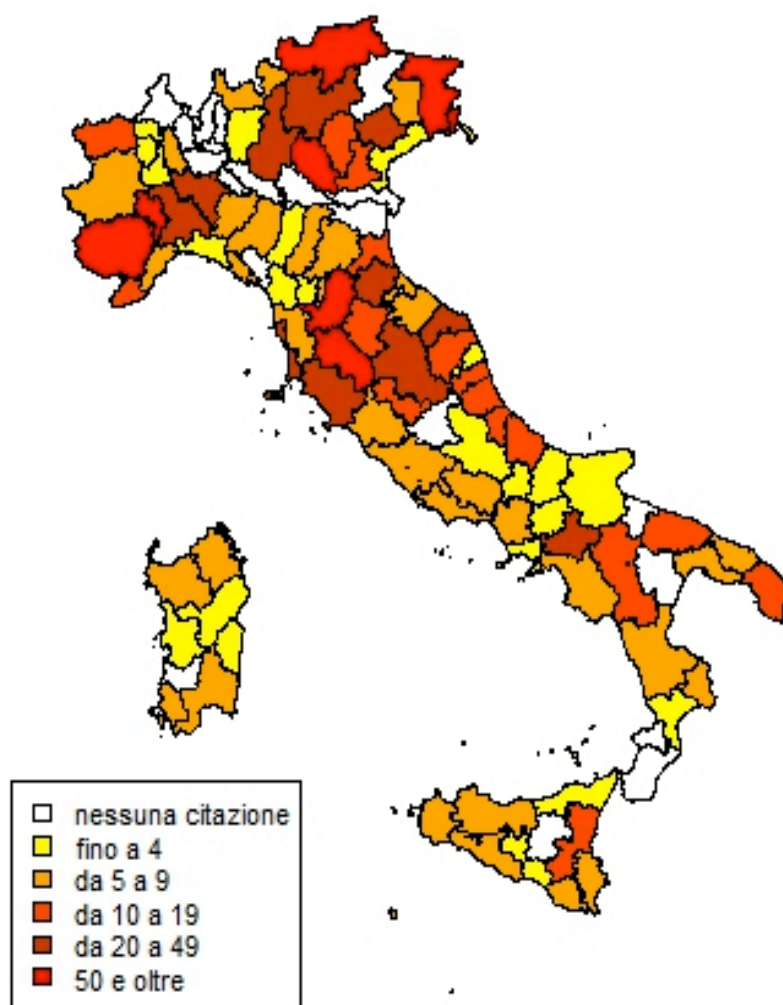 nessuna citazione
fino a 4
da 5 a 9
da 10 a 19
da 20 a 49
50 e oltre